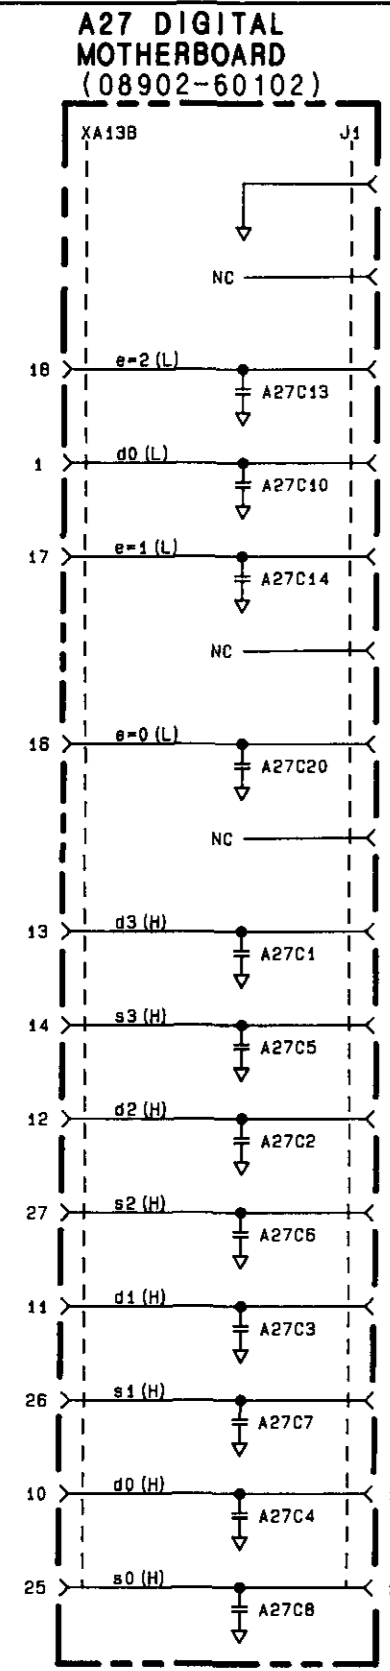 A27 DIGITAL
MOTHERBOARD
(08902-60102)
XA13B J1
NC
18 e=2(L)
A27C13
1 d0(L)
A27C10
17 e=1(L)
A27C14
NC
16 e=0(L)
A27C20
NC
13 d3(H)
A27C1
14 s3(H)
A27C5
12 d2(H)
A27C2
27 s2(H)
A27C6
11 d1(H)
A27C3
26 s1(H)
A27C7
10 d0(H)
A27C4
25 s0(H)
A27C8